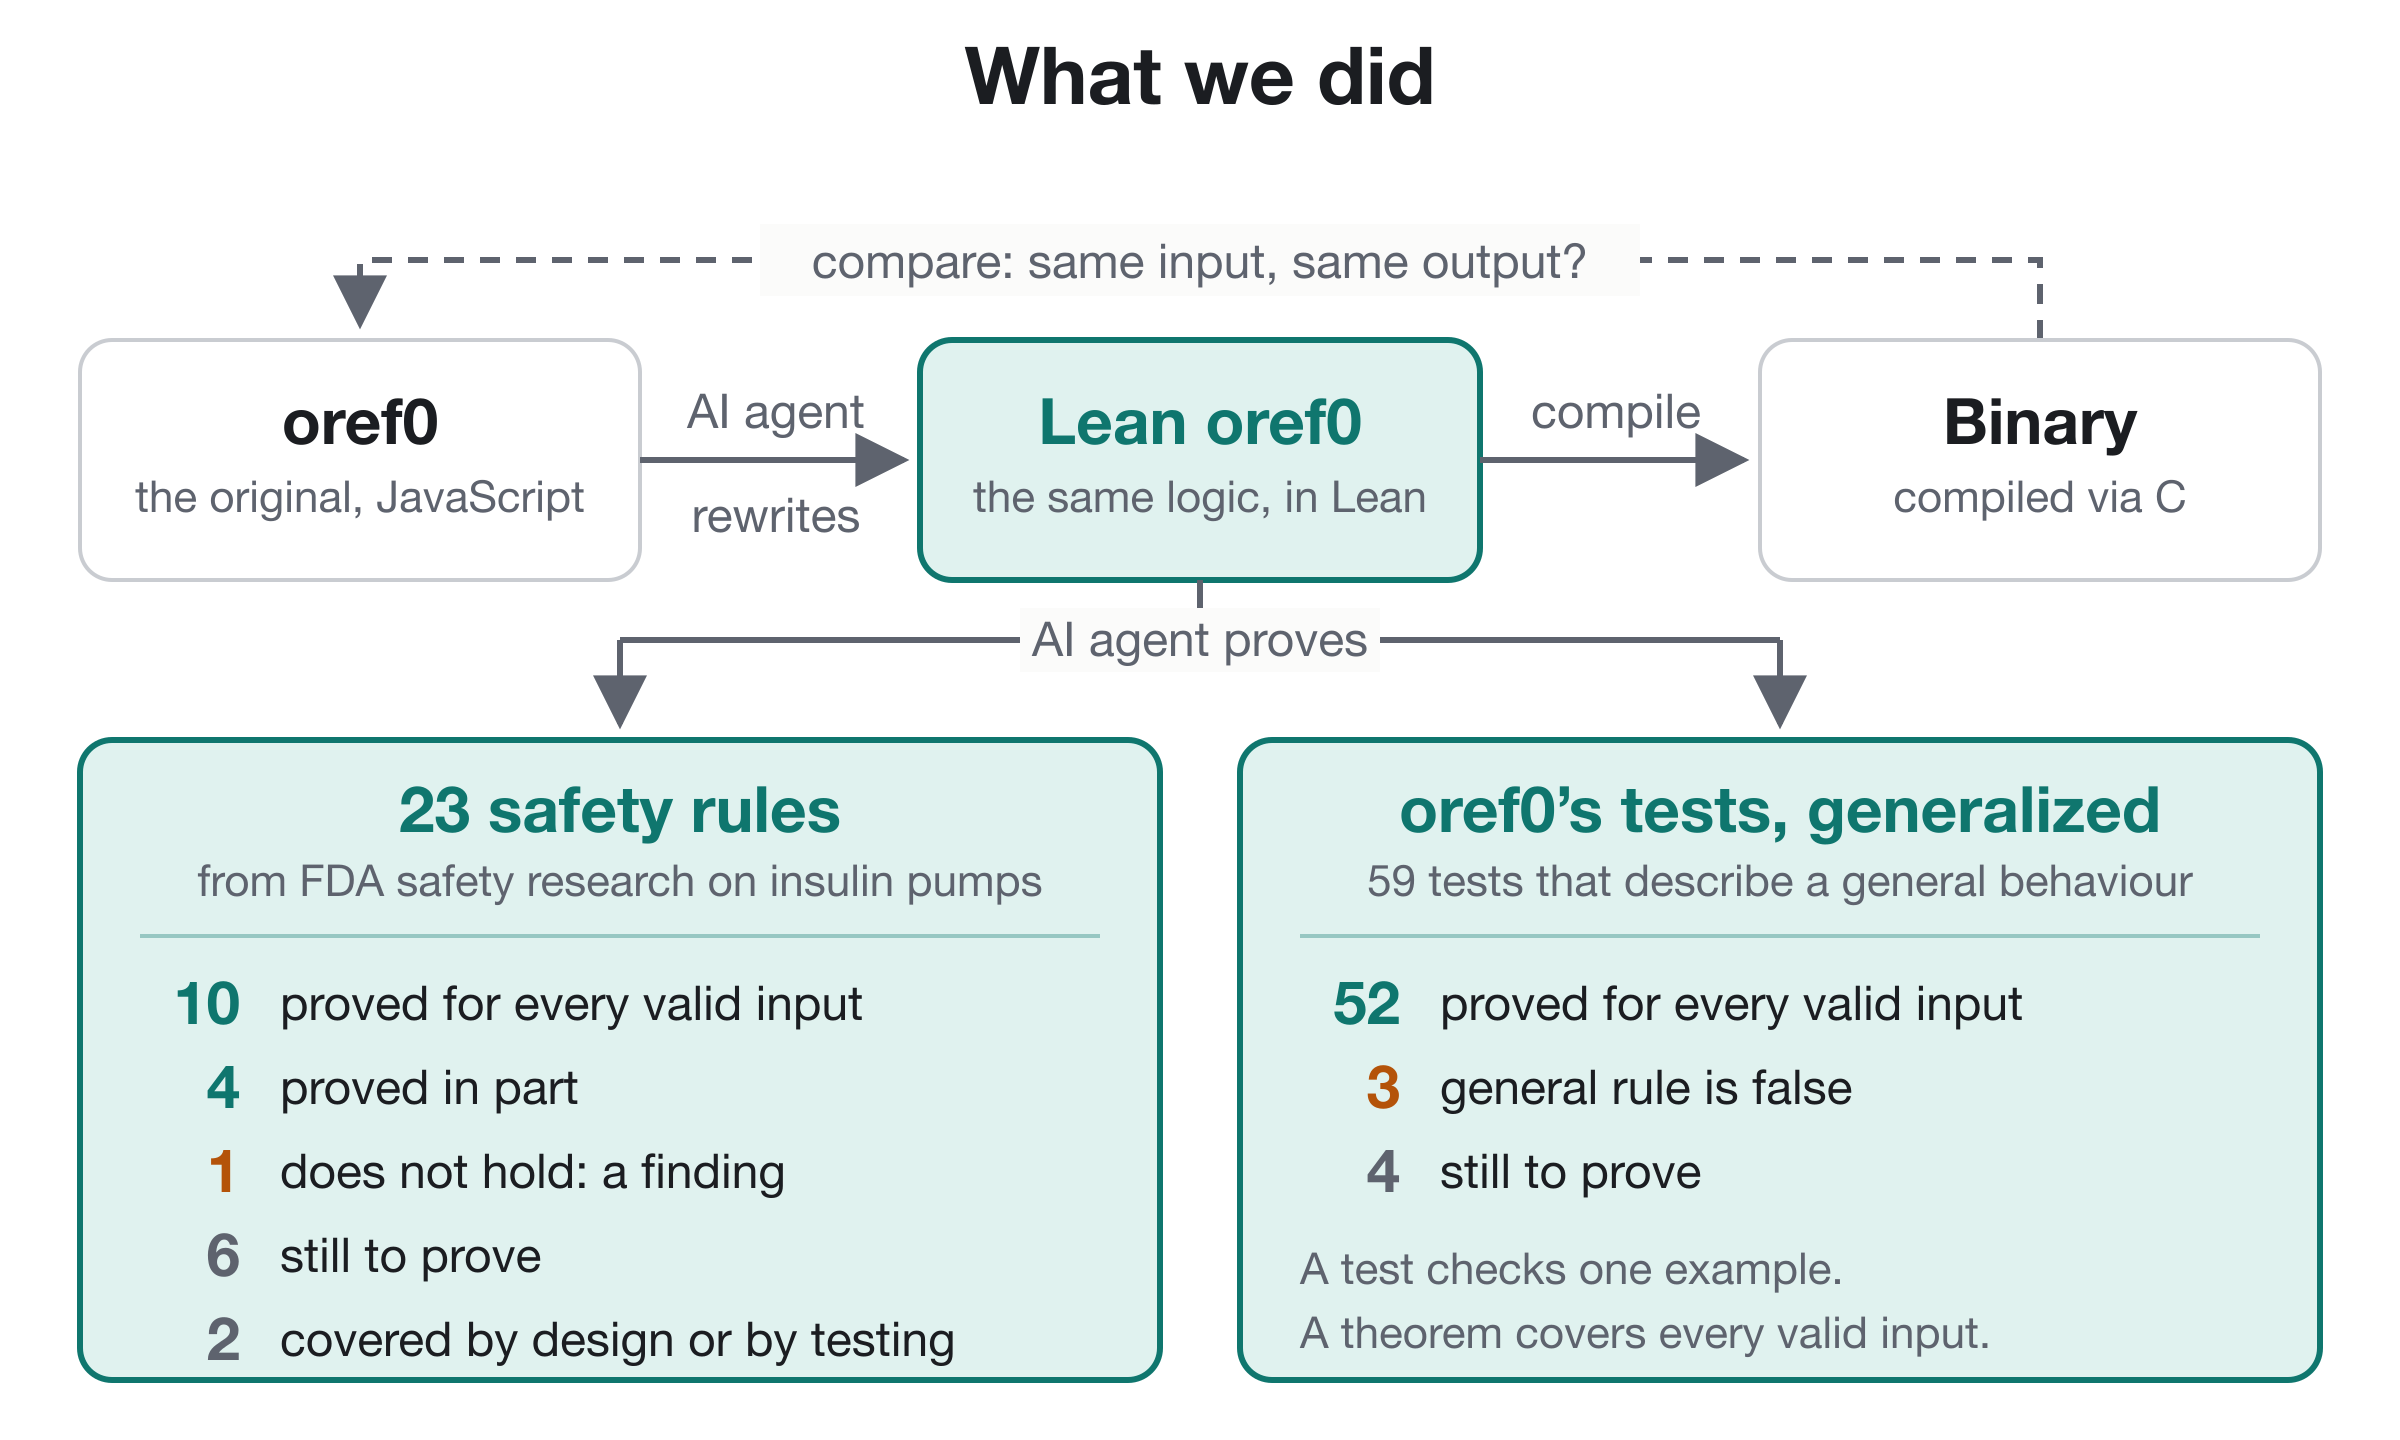 What we did
compare: same input, same output?
oref0
the original, JavaScript
AI agent
rewrites
Lean oref0
the same logic, in Lean
compile
Binary
compiled via C
AI agent proves
23 safety rules
from FDA safety research on insulin pumps
10 proved for every valid input
4 proved in part
1 does not hold: a finding
6 still to prove
2 covered by design or by testing
oref0’s tests, generalized
59 tests that describe a general behaviour
52 proved for every valid input
3 general rule is false
4 still to prove
A test checks one example.
A theorem covers every valid input.